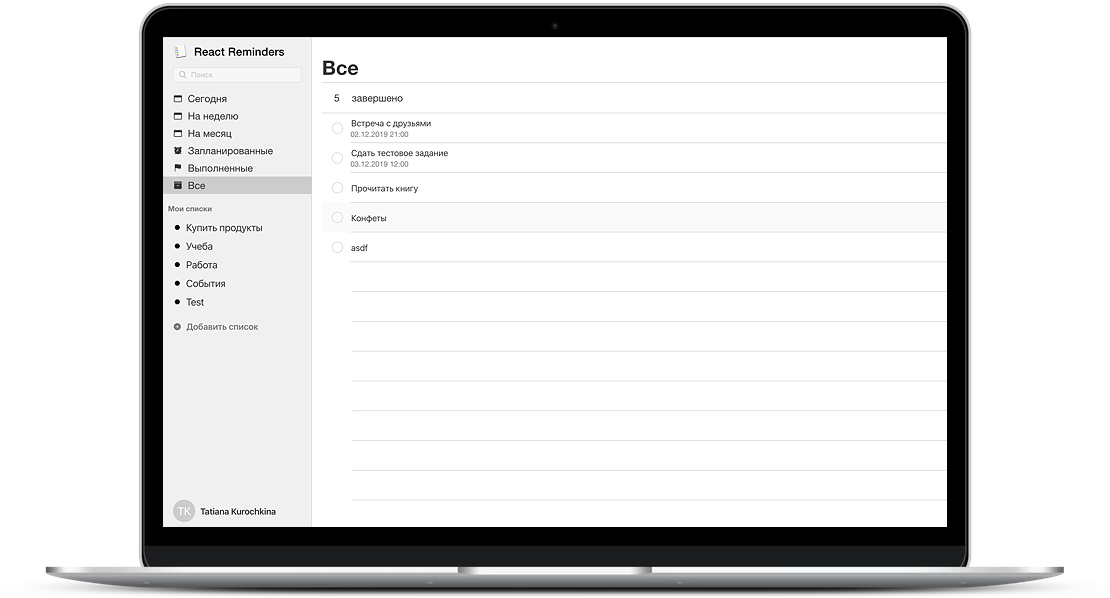 React Reminders
Поиск
Сегодня
На неделю
На месяц
Запланированные
Выполненные
Все
Мои списки
Купить продукты
Учеба
Работа
События
Test
Добавить список
TK
Tatiana Kurochkina
Все
5 завершено
Встреча с друзьями
02.12.2019 21:00
Сдать тестовое задание
03.12.2019 12:00
Прочитать книгу
Конфеты
asdf